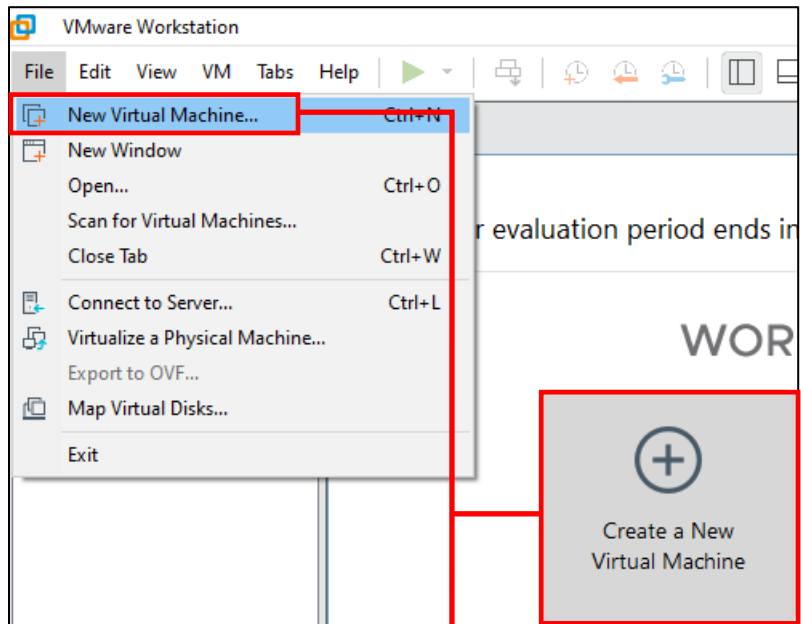 VMware Workstation
File Edit View VM Tabs Help
New Virtual Machine... Ctrl+N
New Window
Open... Ctrl+O
Scan for Virtual Machines...
Close Tab Ctrl+W
Connect to Server... Ctrl+L
Virtualize a Physical Machine...
Export to OVF...
Map Virtual Disks...
Exit
r evaluation period ends in
WOR
Create a New
Virtual Machine